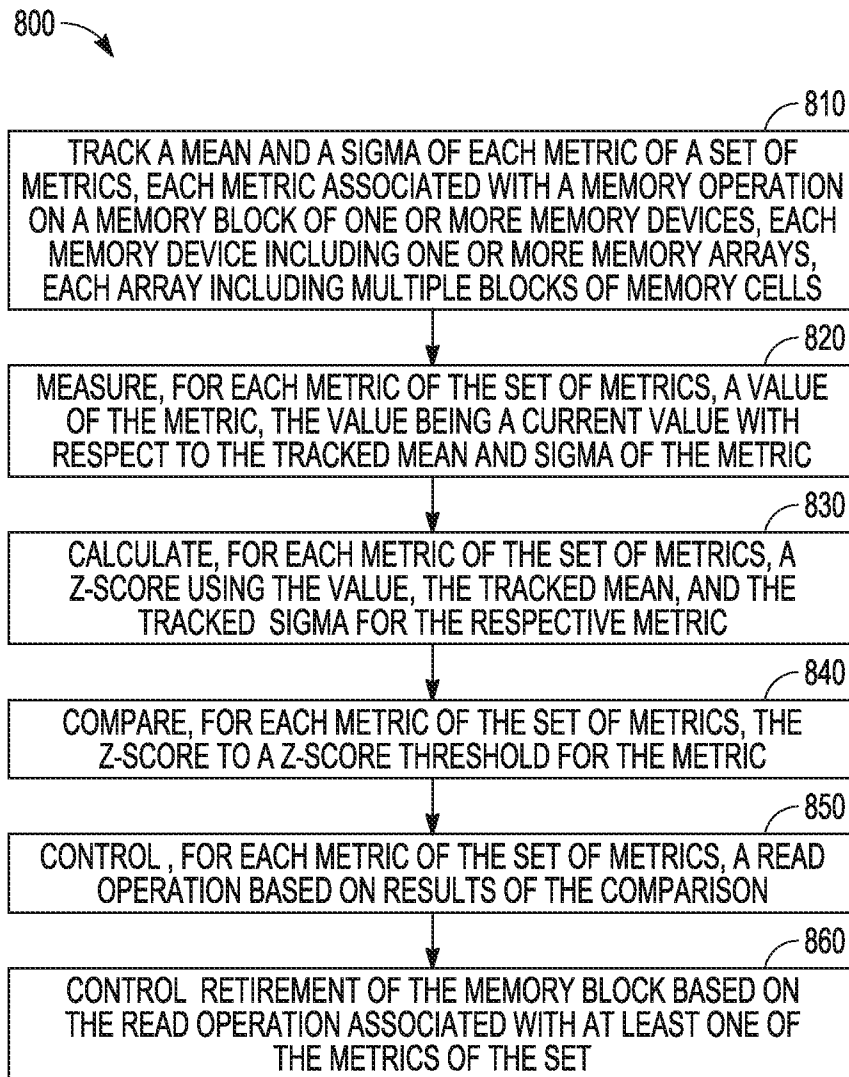 800
810
TRACK A MEAN AND A SIGMA OF EACH METRIC OF A SET OF
METRICS, EACH METRIC ASSOCIATED WITH A MEMORY OPERATION
ON A MEMORY BLOCK OF ONE OR MORE MEMORY DEVICES, EACH
MEMORY DEVICE INCLUDING ONE OR MORE MEMORY ARRAYS,
EACH ARRAY INCLUDING MULTIPLE BLOCKS OF MEMORY CELLS
820
MEASURE, FOR EACH METRIC OF THE SET OF METRICS, A VALUE
OF THE METRIC, THE VALUE BEING A CURRENT VALUE WITH
RESPECT TO THE TRACKED MEAN AND SIGMA OF THE METRIC
830
CALCULATE, FOR EACH METRIC OF THE SET OF METRICS, A
Z-SCORE USING THE VALUE, THE TRACKED MEAN, AND THE
TRACKED SIGMA FOR THE RESPECTIVE METRIC
840
COMPARE, FOR EACH METRIC OF THE SET OF METRICS, THE
Z-SCORE TO A Z-SCORE THRESHOLD FOR THE METRIC
850
CONTROL , FOR EACH METRIC OF THE SET OF METRICS, A READ
OPERATION BASED ON RESULTS OF THE COMPARISON
860
CONTROL RETIREMENT OF THE MEMORY BLOCK BASED ON
THE READ OPERATION ASSOCIATED WITH AT LEAST ONE OF
THE METRICS OF THE SET